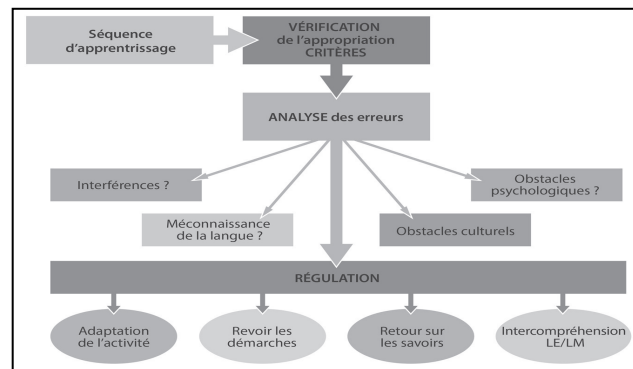 Séquence
d'apprentrissage
VÉRIFICATION
de l'appropriation
CRITÈRES
ANALYSE des erreurs
Interférences ?
Obstacles
psychologiques ?
Méconnaissance
de la langue ?
Obstacles culturels
RÉGULATION
Adaptation
de l'activité
Revoir les
démarches
Retour sur
les savoirs
Intercompréhension
LE/LM